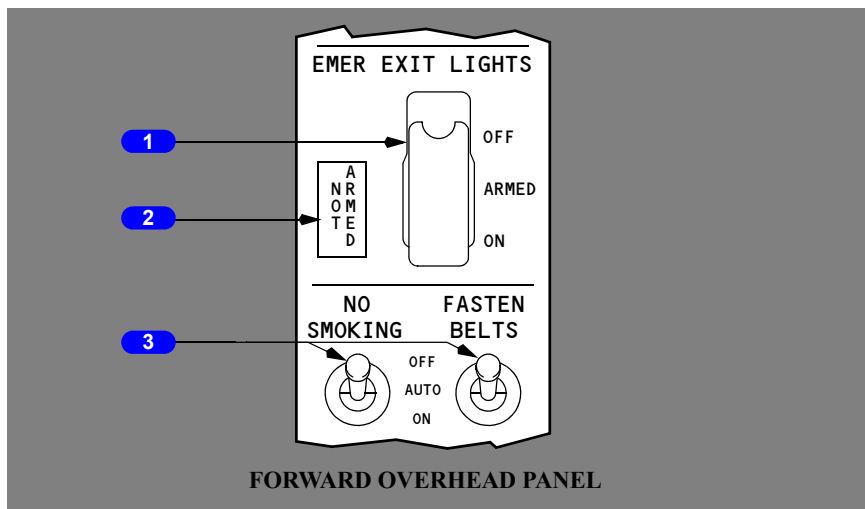 EMER EXIT LIGHTS
1
OFF
NOT ARMED
ARMED
2
ON
NO SMOKING
FASTEN BELTS
3
OFF
AUTO
ON
FORWARD OVERHEAD PANEL